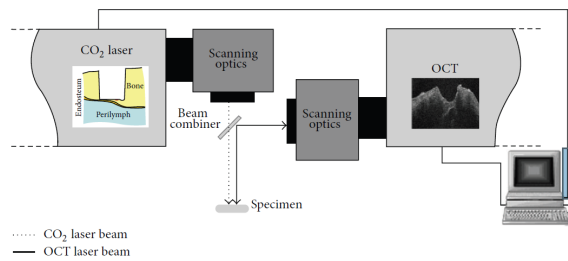 CO₂ laser
Endosteum
Bone
Perilymph
Scanning
optics
Beam
combiner
Scanning
optics
OCT
Specimen
CO₂ laser beam
OCT laser beam